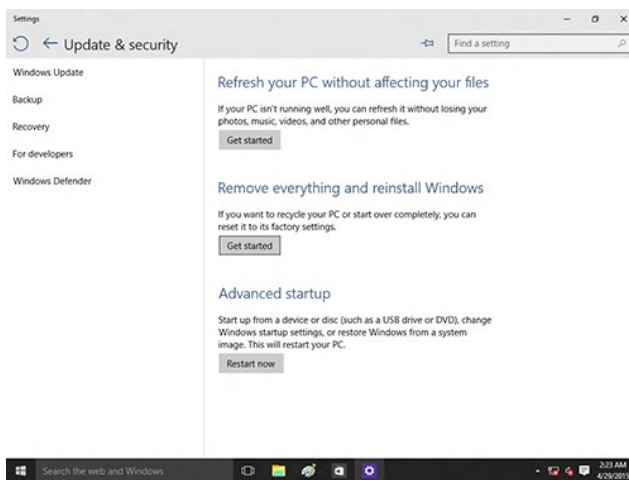 Settings
Update & security
Find a setting
Windows Update
Backup
Recovery
For developers
Windows Defender
Refresh your PC without affecting your files
If your PC isn't running well, you can refresh it without losing your
photos, music, videos, and other personal files.
Get started
Remove everything and reinstall Windows
If you want to recycle your PC or start over completely, you can
reset it to its factory settings.
Get started
Advanced startup
Start up from a device or disc (such as a USB drive or DVD), change
Windows startup settings, or restore Windows from a system
image. This will restart your PC.
Restart now
Search the web and Windows
2:23 AM
4/29/2015